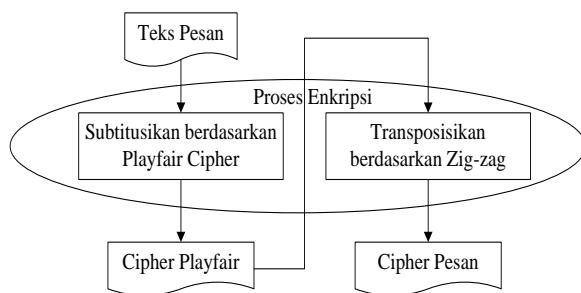 Teks Pesan
Proses Enkripsi
Subtitusikan berdasarkan
Playfair Cipher
Transposisikan
berdasarkan Zig-zag
Cipher Playfair
Cipher Pesan